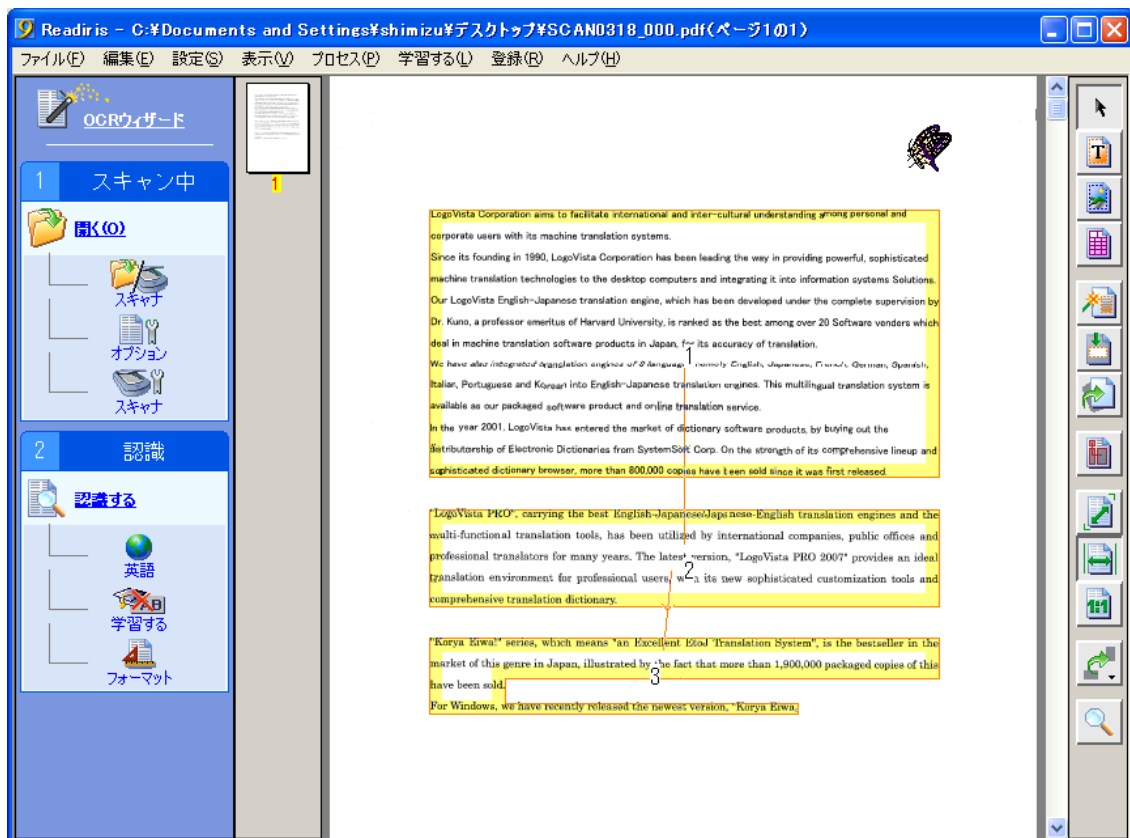 Readiris - C:¥Documents and Settings¥shimizu¥デスクトップ¥SCAN0318_000.pdf(ページ1の1)
ファイル(F) 編集(E) 設定(S) 表示(V) プロセス(P) 学習する(L) 登録(R) ヘルプ(H)
OCRウィザード
1 スキャン中
開く(O)
スキャナ
オプション
スキャナ
2 認識
認識する
英語
学習する
フォーマット
1
LogoVista Corporation aims to facilitate international and inter-cultural understanding among personal and
corporate users with its machine translation systems.
Since its founding in 1990, LogoVista Corporation has been leading the way in providing powerful, sophisticated
machine translation technologies to the desktop computers and integrating it into information systems Solutions.
Our LogoVista English-Japanese translation engine, which has been developed under the complete supervision by
Dr. Kuno, a professor emeritus of Harvard University, is ranked as the best among over 20 Software venders which
deal in machine translation software products in Japan, for its accuracy of translation.
1
We have also integrated translation engines of 8 namely English, Japanese, French, German, Spanish,
Italian, Portuguese and Korean into English-Japanese translation engines. This multilingual translation system is
available as our packaged software product and online translation service.
In the year 2001, LogoVista has entered the market of dictionary software products, by buying out the
distributorship of Electronic Dictionaries from SystemSoft Corp. On the strength of its comprehensive lineup and
sophisticated dictionary browser, more than 800,000 copies have been sold since it was first released.
"LogoVista PRO", carrying the best English-Japanese/Japanese-English translation engines and the
multi-functional translation tools, has been utilized by international companies, public offices and
professional translators for many years. The latest version, "LogoVista PRO 2007" provides an ideal
2
translation environment for professional users, its new sophisticated customization tools and
comprehensive translation dictionary.
"Korya Eiwa!" series, which means "an Excellent EtoJ Translation System", is the bestseller in the
market of this genre in Japan, illustrated by the fact that more than 1,900,000 packaged copies of this
3
have been sold.
For Windows, we have recently released the newest version, "Korya Eiwa,
T
1:1